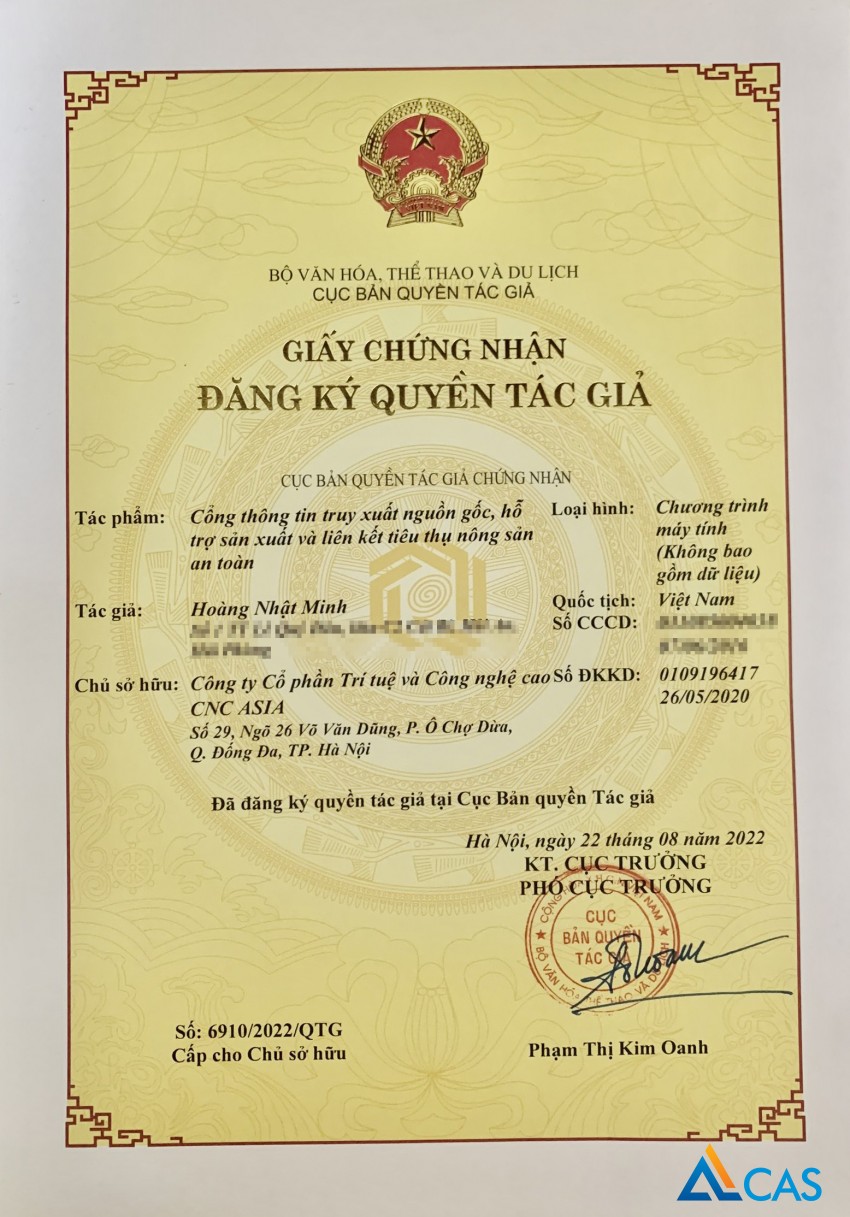 BỘ VĂN HÓA, THỂ THAO VÀ DU LỊCH
CỤC BẢN QUYỀN TÁC GIẢ
GIẤY CHỨNG NHẬN
ĐĂNG KÝ QUYỀN TÁC GIẢ
CỤC BẢN QUYỀN TÁC GIẢ CHỨNG NHẬN
Tác phẩm: Cổng thông tin truy xuất nguồn gốc, hỗ
trợ sản xuất và liên kết tiêu thụ nông sản
an toàn
Loại hình: Chương trình
máy tính
(Không bao
gồm dữ liệu)
Tác giả: Hoàng Nhật Minh
Quốc tịch: Việt Nam
Số CCCD:
Chủ sở hữu: Công ty Cổ phần Trí tuệ và Công nghệ cao
CNC ASIA
Số 29, Ngõ 26 Võ Văn Dũng, P. Ô Chợ Dừa,
Q. Đống Đa, TP. Hà Nội
Số ĐKKD: 0109196417
26/05/2020
Đã đăng ký quyền tác giả tại Cục Bản quyền Tác giả
Hà Nội, ngày 22 tháng 08 năm 2022
KT. CỤC TRƯỞNG
PHÓ CỤC TRƯỞNG
CỤC
BẢN QUYỀN
TÁC GIẢ
Số: 6910/2022/QTG
Cấp cho Chủ sở hữu
Phạm Thị Kim Oanh
CAS